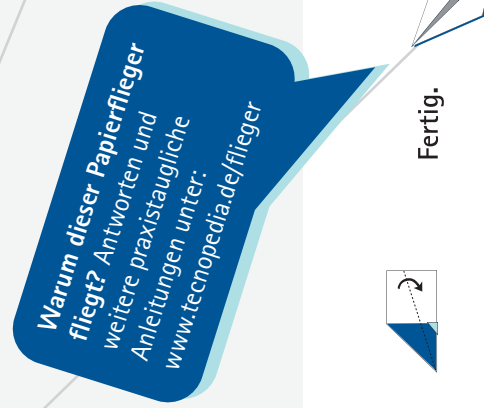 Warum dieser Papierflieger
fliegt? Antworten und
weitere praxistaugliche
Anleitungen unter:
www.tecnopedia.de/flieger
Fertig.